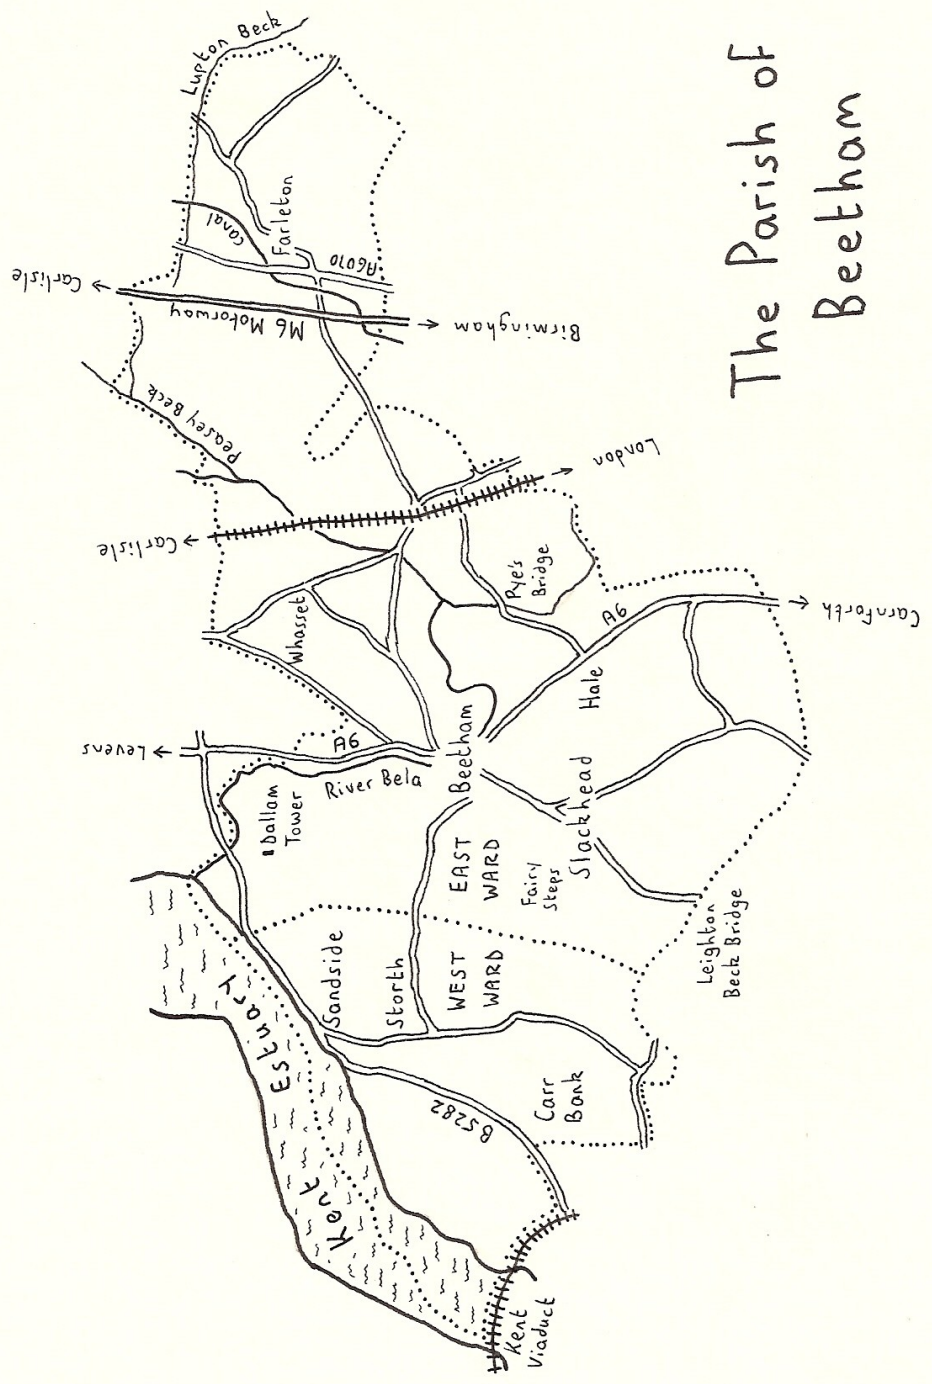 The Parish of
Beetham
Lupton Beck
Canal
Farleton
A6070
Carlisle
M6 Motorway
Birmingham
Peasey Beck
London
Carlisle
Pye's
Bridge
Whasset
A6
Carnforth
Hale
Levens
A6
River Bela
Beetham
Dallam
Tower
Slackhead
EAST
WARD
Fairy
Steps
Leighton
Beck Bridge
Sandside
Storth
WEST
WARD
Kent Estuary
Carr
Bank
B5282
Kent
Viaduct